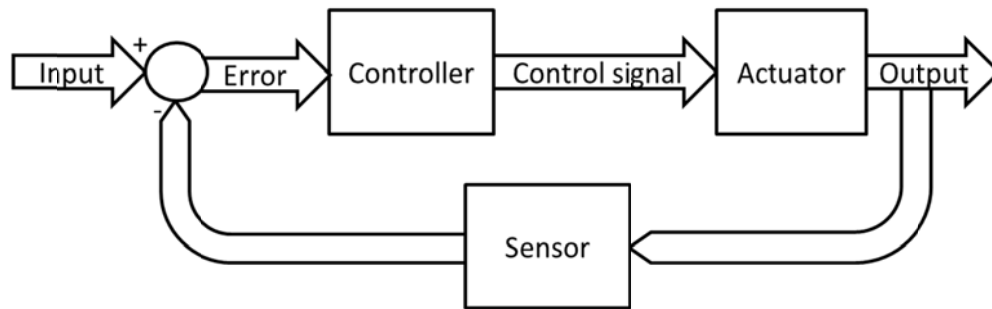 +
Input
Error
Controller
Control signal
Actuator
Output
-
Sensor